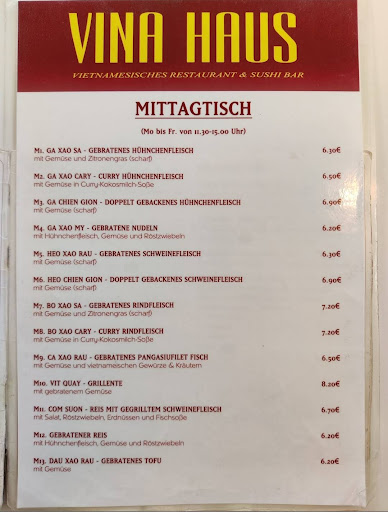 VINA HAUS
VIETNAMESISCHES RESTAURANT & SUSHI BAR
MITTAGTISCH
(Mo bis Fr. von 11.30-15.00 Uhr)
M1. GA XAO SA - GEBRATENES HÜHNCHENFLEISCH 6.30€
mit Gemüse und Zitronengras (scharf)
M2. GA XAO CARY - CURRY HÜHNCHENFLEISCH 6.50€
mit Gemüse in Curry-Kokosmilch-Soße
M3. GA CHIEN GION - DOPPELT GEBACKENES HÜHNCHENFLEISCH 6.90€
mit Gemüse (scharf)
M4. GA XAO MY - GEBRATENE NUDELN 6.20€
mit Hühnchenfleisch, Gemüse und Röstzwiebeln
M5. HEO XAO RAU - GEBRATENES SCHWEINEFLEISCH 6.30€
mit Gemüse (scharf)
M6. HEO CHIEN GION - DOPPELT GEBACKENES SCHWEINEFLEISCH 6.90€
mit Gemüse (scharf)
M7. BO XAO SA - GEBRATENES RINDFLEISCH 7.20€
mit Gemüse und Zitronengras (scharf)
M8. BO XAO CARY - CURRY RINDFLEISCH 7.20€
mit Gemüse in Curry-Kokosmilch-Soße
M9. CA XAO RAU - GEBRATENES PANGASIUFILET FISCH 6.50€
mit Gemüse und vietnameischen Gewürze & Kräutern
M10. VIT QUAY - GRILLENTE 8.20€
mit gebratenem Gemüse
M11. COM SUON - REIS MIT GEGRILLTEM SCHWEINEFLEISCH 6.70€
mit Salat, Röstzwiebeln, Erdnüssen und Fischsoße
M12. GEBRATENER REIS 6.20€
mit Hühnchenfleisch, Gemüse und Röstzwiebeln
M13. DAU XAO RAU - GEBRATENES TOFU 6.20€
mit Gemüse